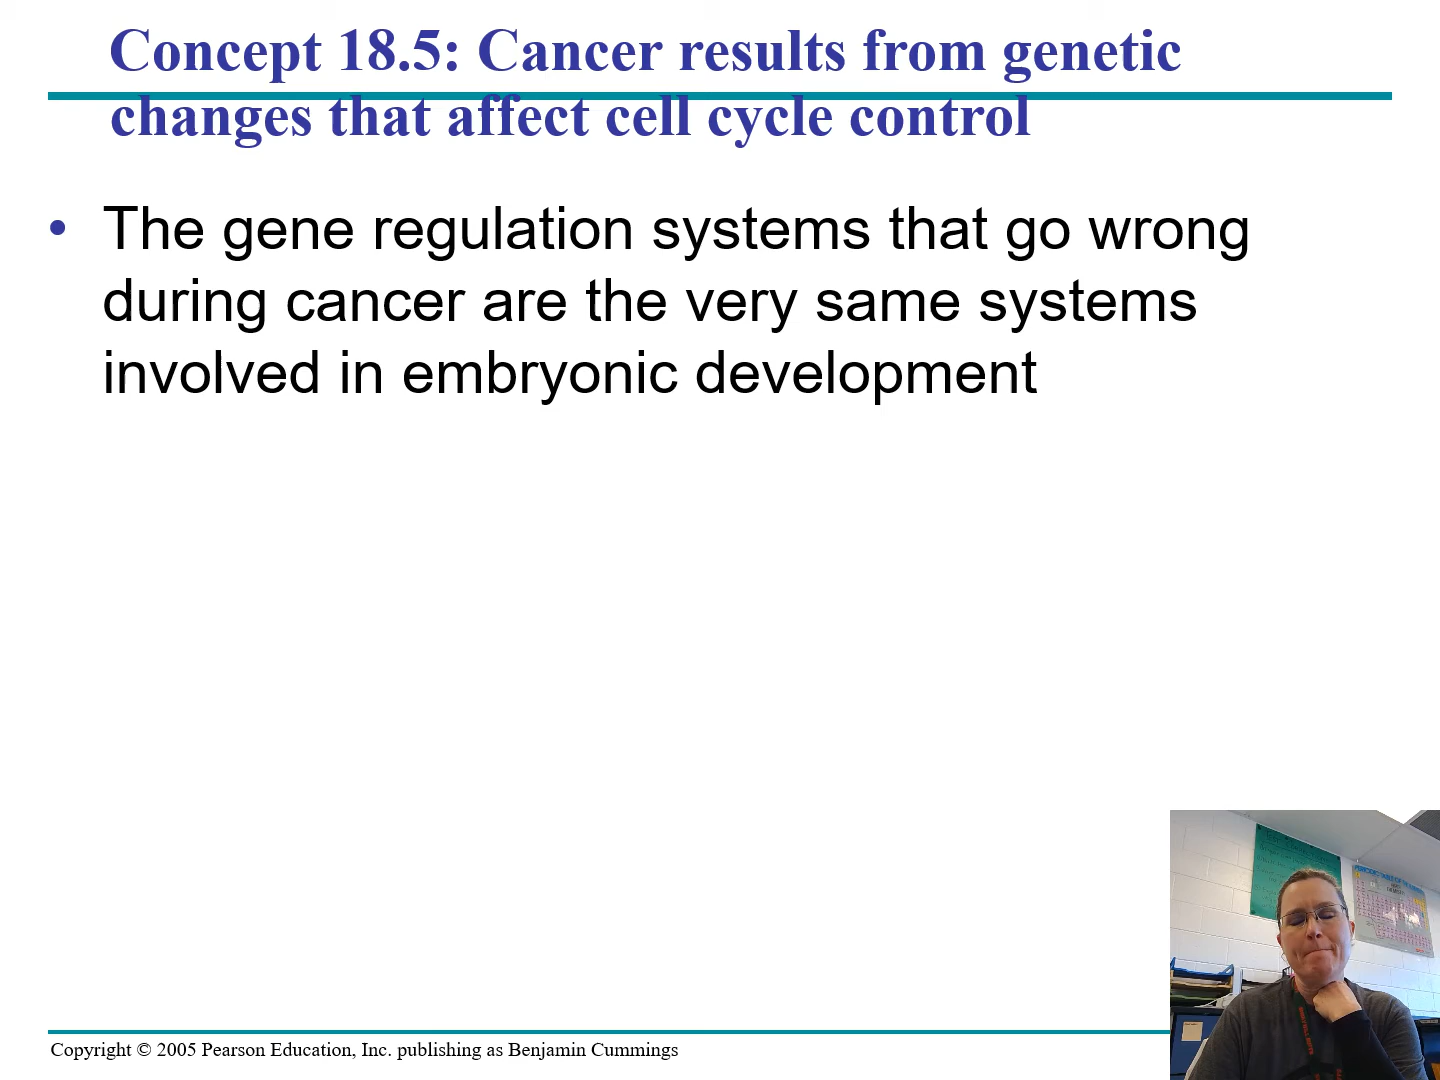 Concept 18.5: Cancer results from genetic
changes that affect cell cycle control
• The gene regulation systems that go wrong
during cancer are the very same systems
involved in embryonic development
Copyright © 2005 Pearson Education, Inc. publishing as Benjamin Cummings